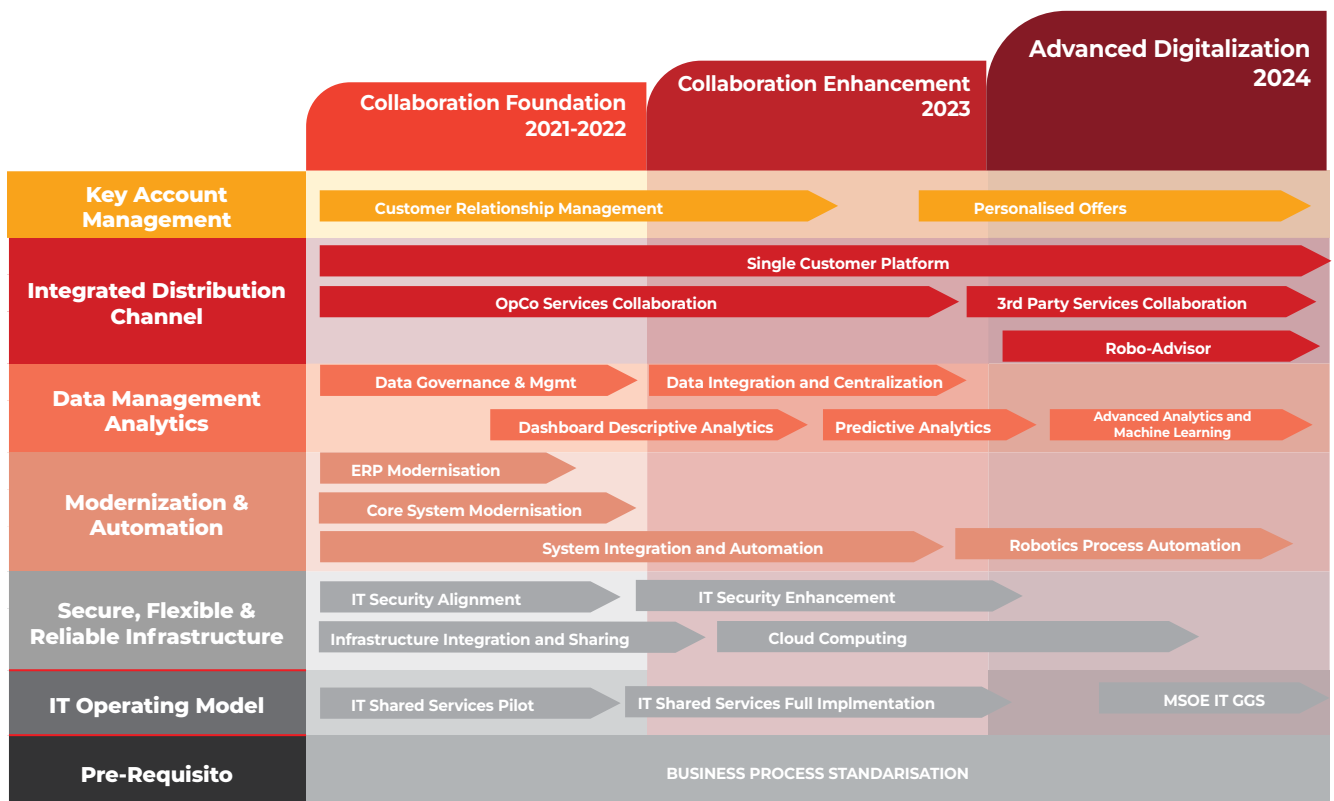 Advanced Digitalization
2024
Collaboration Enhancement
2023
Collaboration Foundation
2021-2022
Key Account
Management
Customer Relationship Management
Personalised Offers
Integrated Distribution
Channel
Single Customer Platform
OpCo Services Collaboration
3rd Party Services Collaboration
Robo-Advisor
Data Management
Analytics
Data Governance & Mgmt
Data Integration and Centralization
Dashboard Descriptive Analytics
Predictive Analytics
Advanced Analytics and
Machine Learning
Modernization &
Automation
ERP Modernisation
Core System Modernisation
System Integration and Automation
Robotics Process Automation
Secure, Flexible &
Reliable Infrastructure
IT Security Alignment
IT Security Enhancement
Infrastructure Integration and Sharing
Cloud Computing
IT Operating Model
IT Shared Services Pilot
IT Shared Services Full Implmentation
MSOE IT GGS
Pre-Requisito
BUSINESS PROCESS STANDARISATION